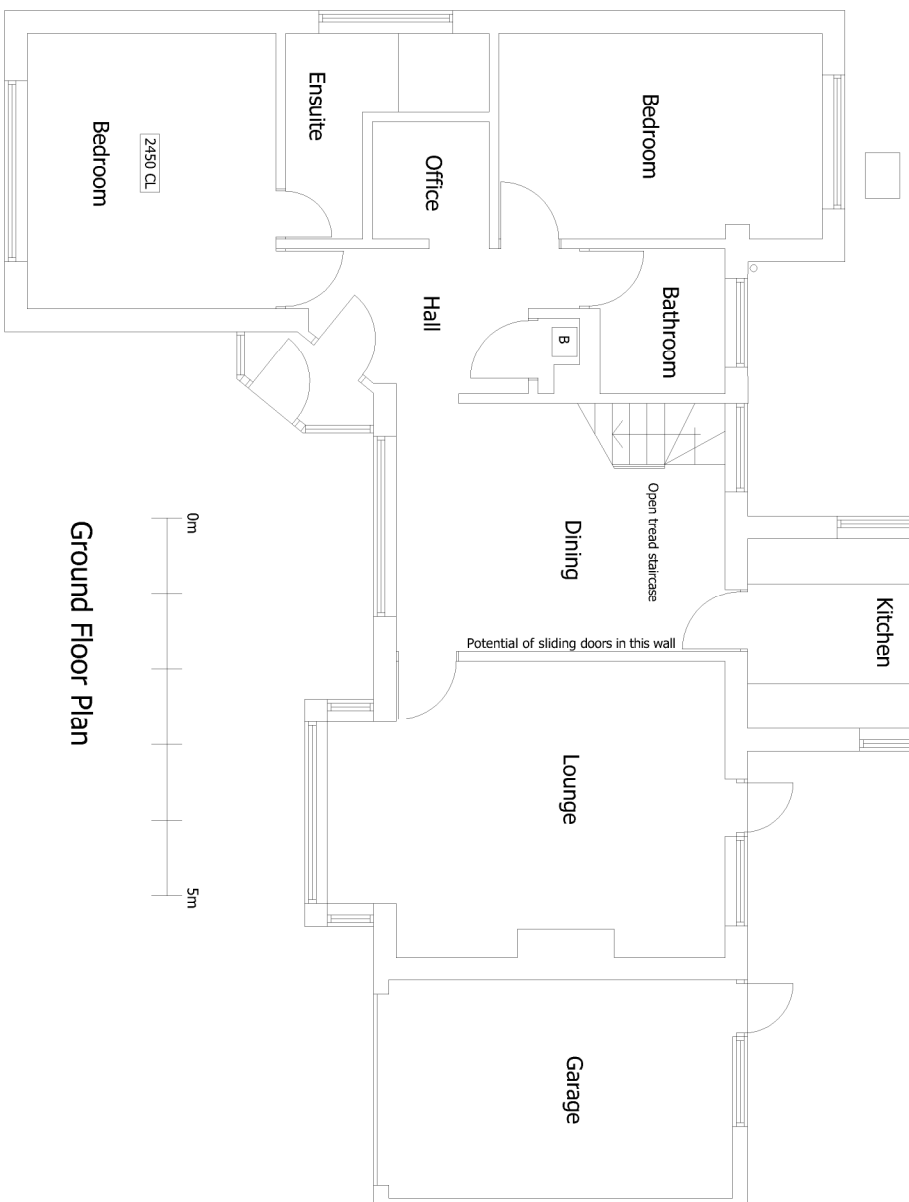 Bedroom
2450 CL
Ensuite
Office
Bedroom
Hall
Bathroom
B
Open tread staircase
Dining
Kitchen
Potential of sliding doors in this wall
Lounge
Garage
Ground Floor Plan
0m
5m